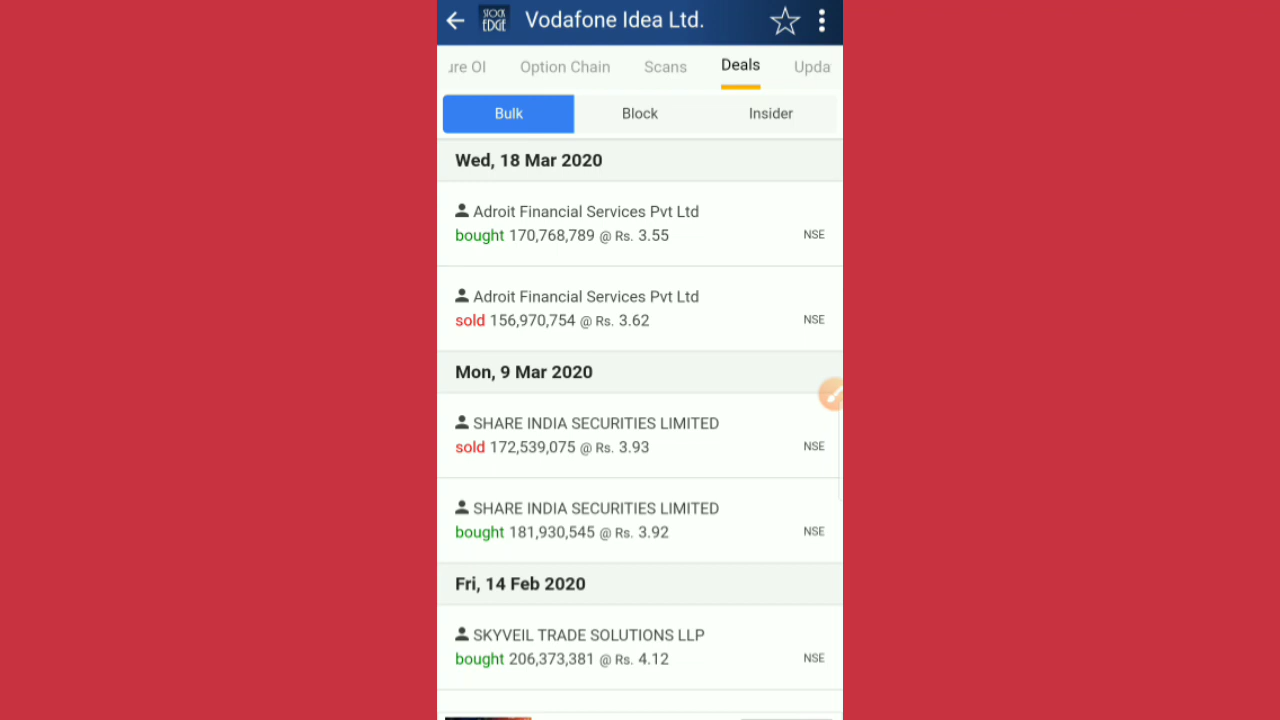 STOCK
EDGE
Vodafone Idea Ltd.
ure OI Option Chain Scans Deals Upda
Bulk Block Insider
Wed, 18 Mar 2020
Adroit Financial Services Pvt Ltd
bought 170,768,789 @ Rs. 3.55 NSE
Adroit Financial Services Pvt Ltd
sold 156,970,754 @ Rs. 3.62 NSE
Mon, 9 Mar 2020
SHARE INDIA SECURITIES LIMITED
sold 172,539,075 @ Rs. 3.93 NSE
SHARE INDIA SECURITIES LIMITED
bought 181,930,545 @ Rs. 3.92 NSE
Fri, 14 Feb 2020
SKYVEIL TRADE SOLUTIONS LLP
bought 206,373,381 @ Rs. 4.12 NSE